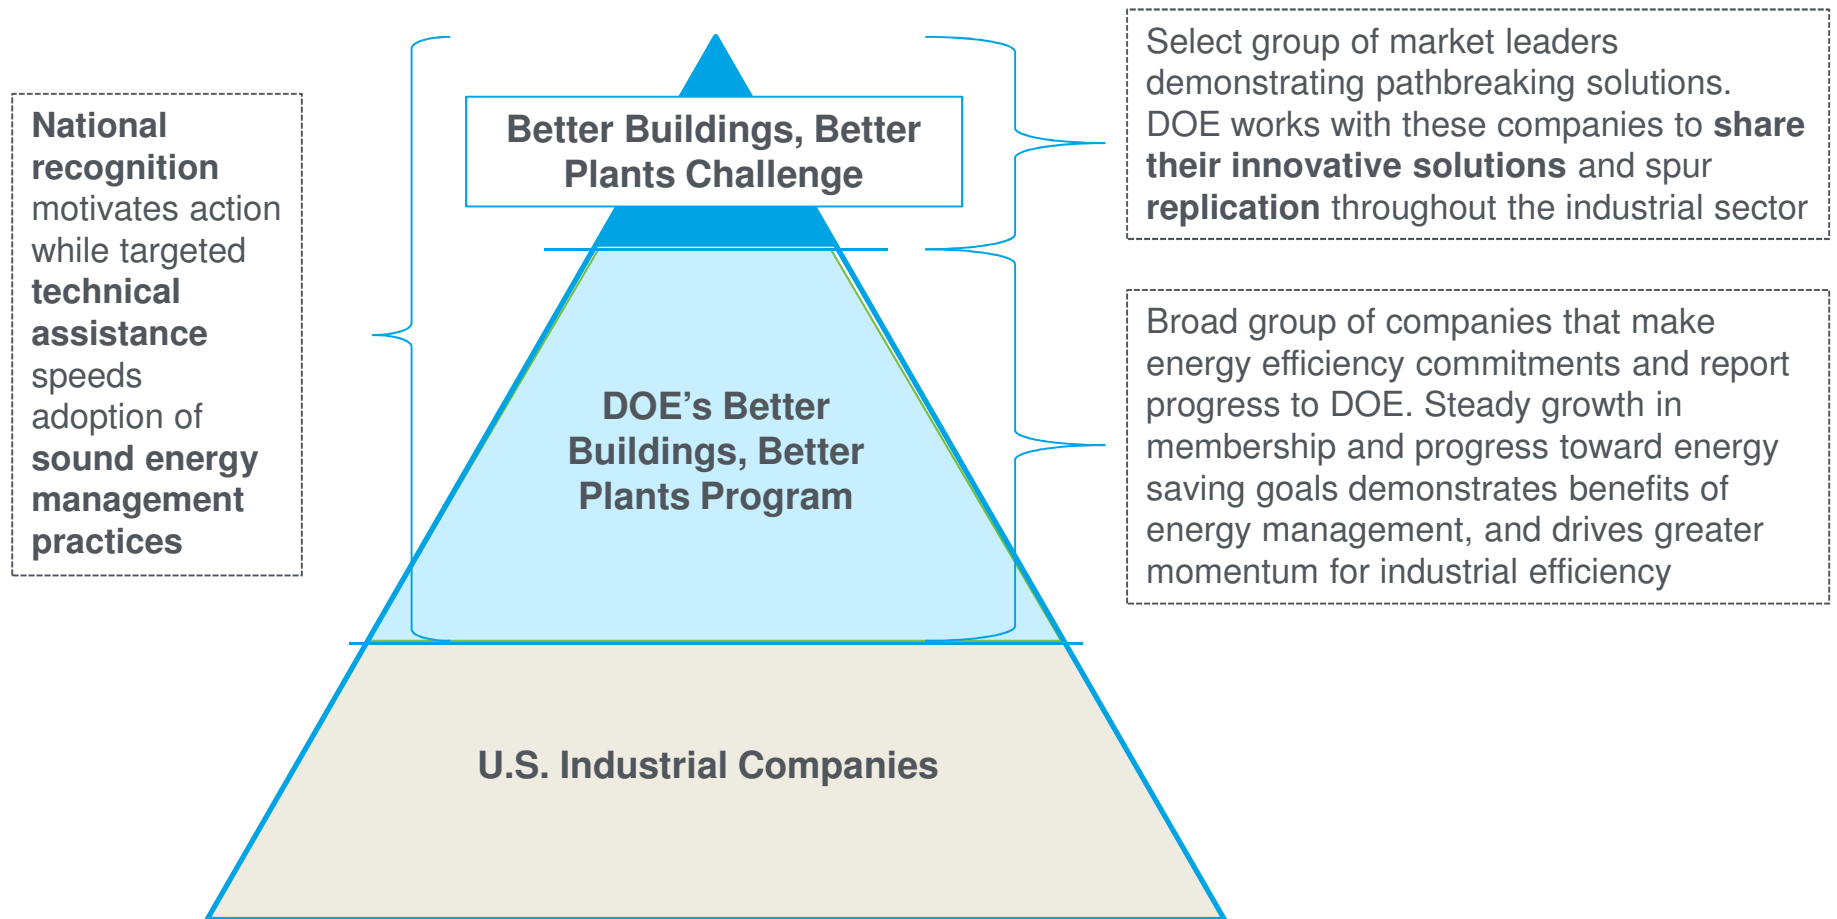 National
recognition
motivates action
while targeted
technical
assistance
speeds
adoption of
sound energy
management
practices
Better Buildings, Better
Plants Challenge
DOE’s Better
Buildings, Better
Plants Program
U.S. Industrial Companies
Select group of market leaders
demonstrating pathbreaking solutions.
DOE works with these companies to share
their innovative solutions and spur
replication throughout the industrial sector
Broad group of companies that make
energy efficiency commitments and report
progress to DOE. Steady growth in
membership and progress toward energy
saving goals demonstrates benefits of
energy management, and drives greater
momentum for industrial efficiency